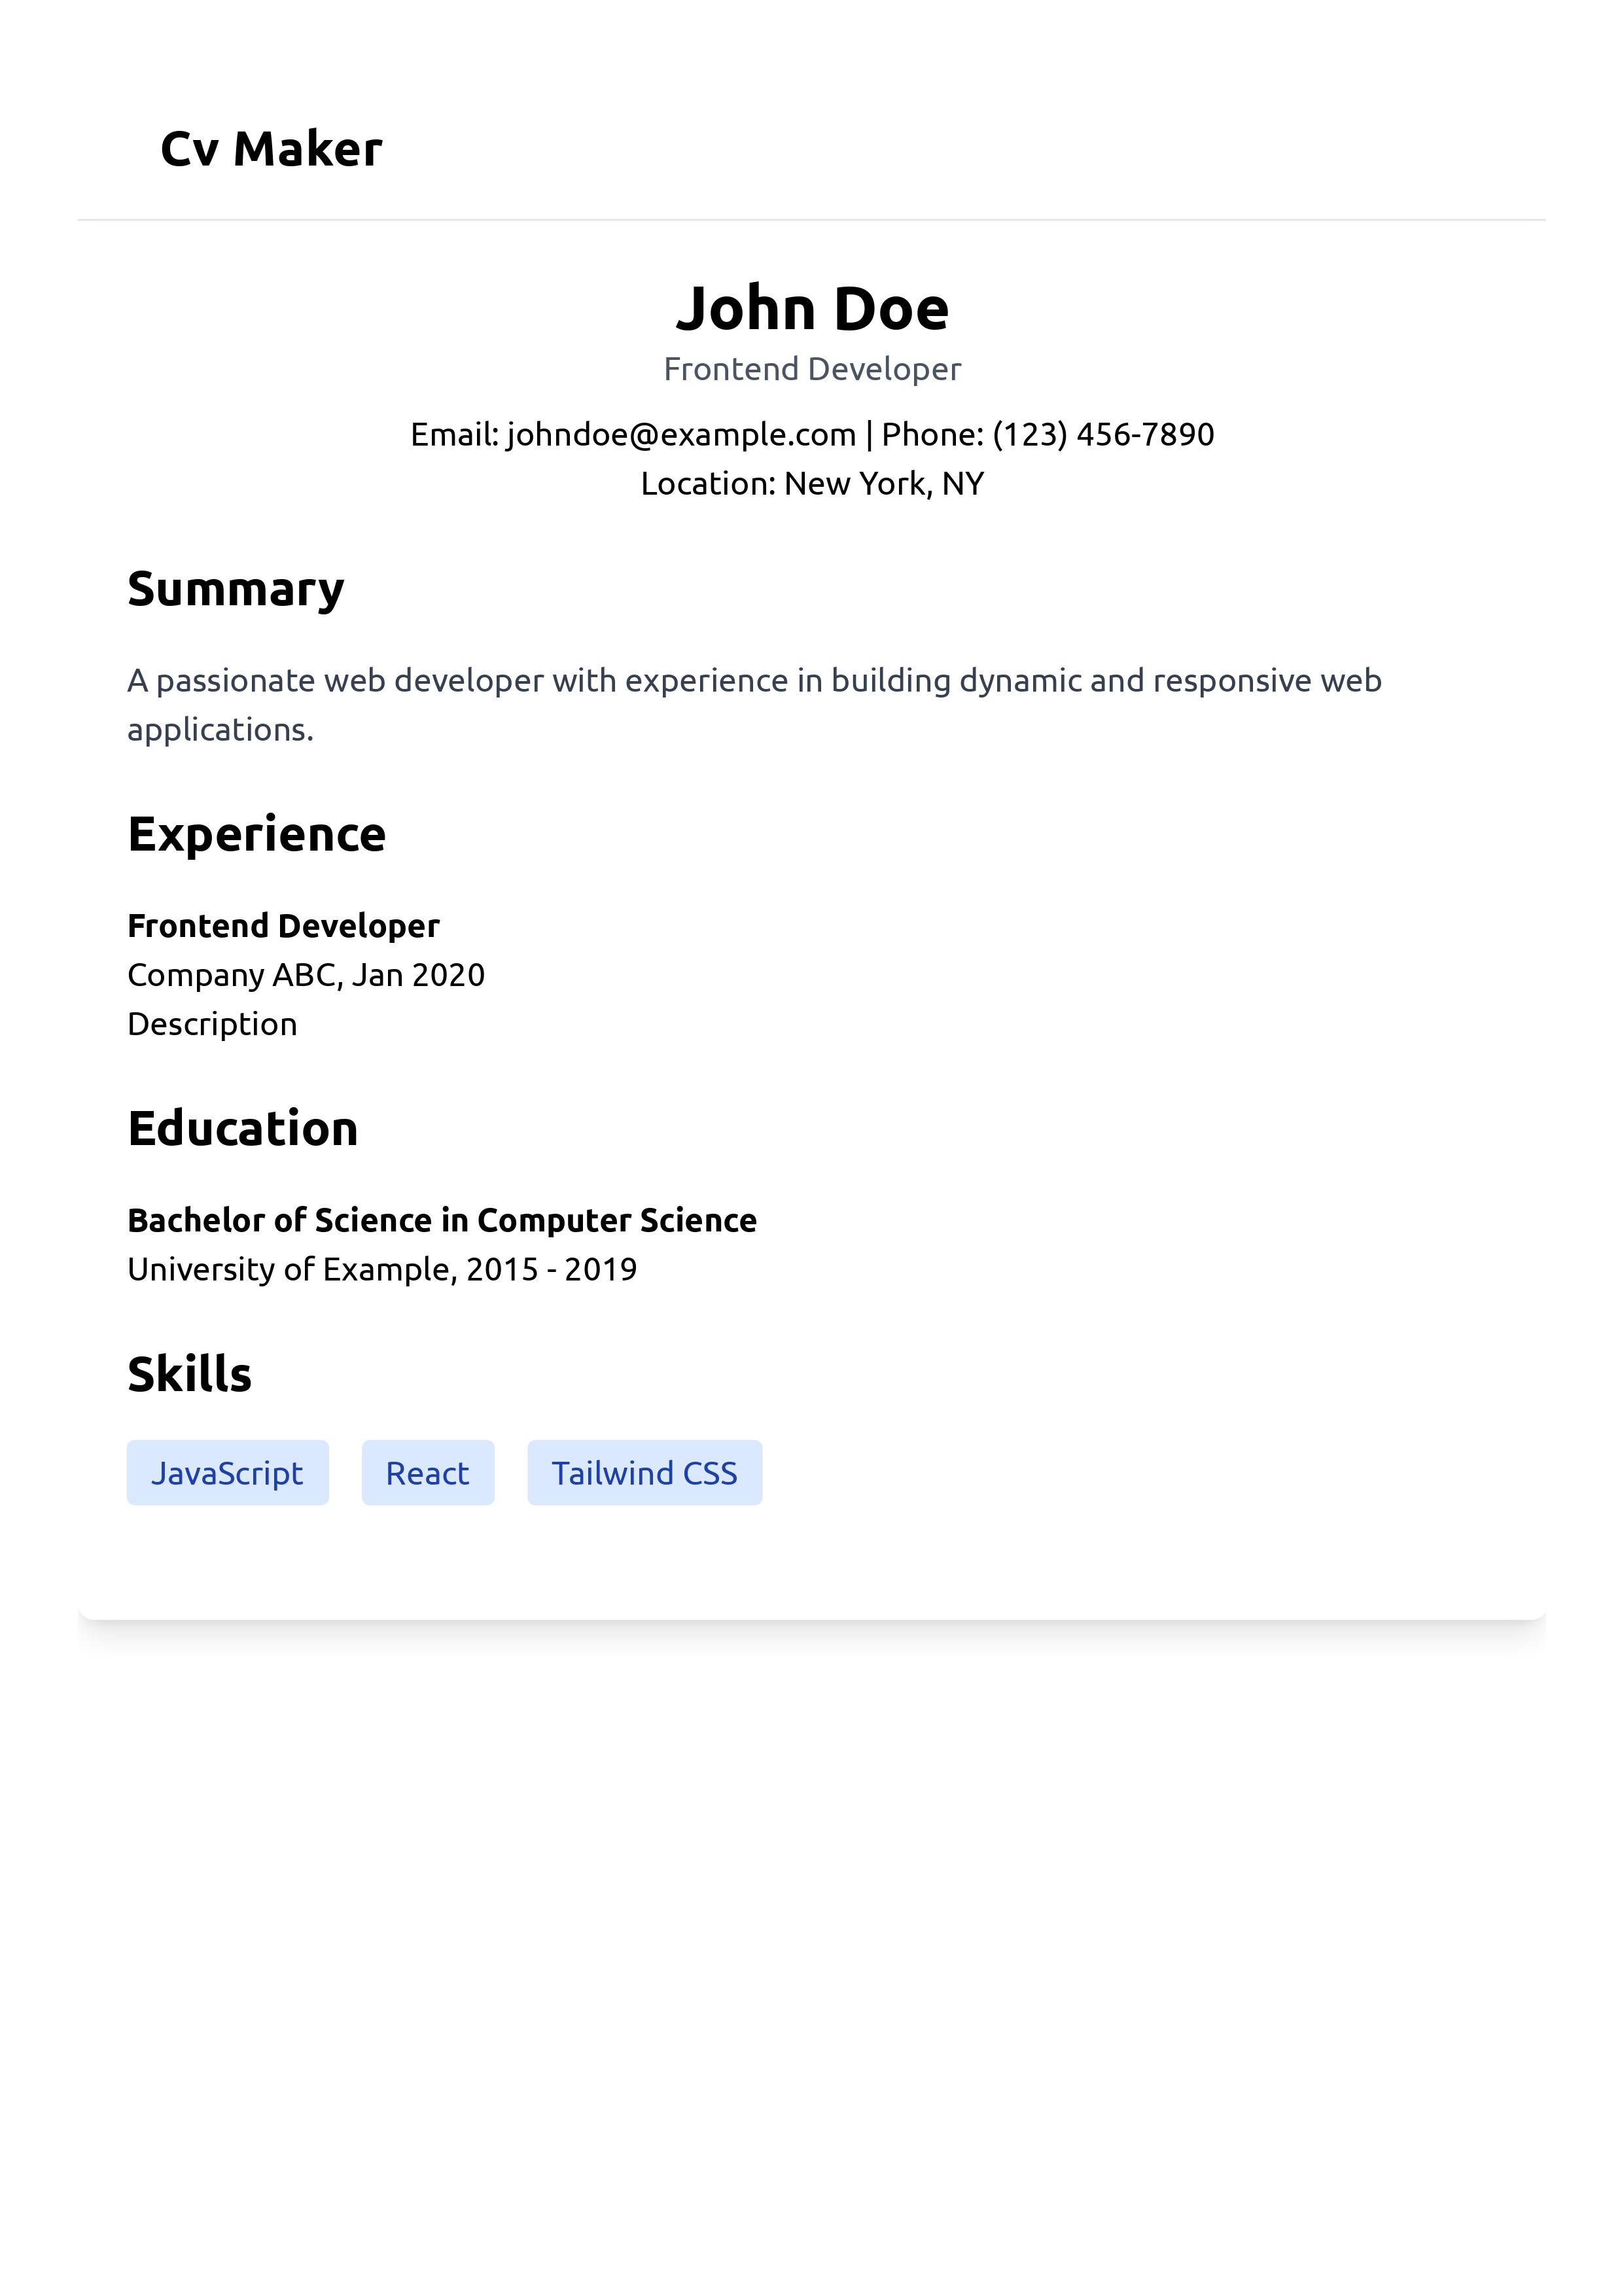 Cv Maker
John Doe
Frontend Developer
Email: johndoe@example.com | Phone: (123) 456-7890
Location: New York, NY
Summary
A passionate web developer with experience in building dynamic and responsive web
applications.
Experience
Frontend Developer
Company ABC, Jan 2020
Description
Education
Bachelor of Science in Computer Science
University of Example, 2015 - 2019
Skills
JavaScript React Tailwind CSS